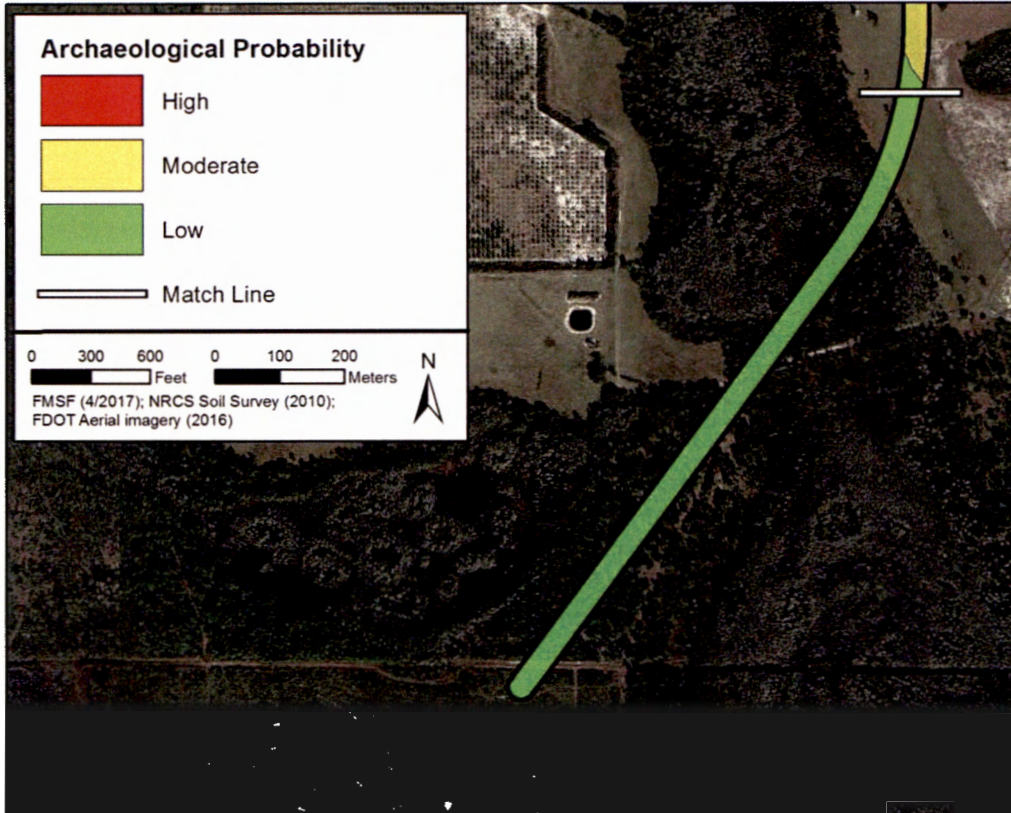 Archaeological Probability
High
Moderate
Low
Match Line
0 300 600 Feet
0 100 200 Meters
N
FMSF (4/2017); NRCS Soil Survey (2010);
FDOT Aerial imagery (2016)